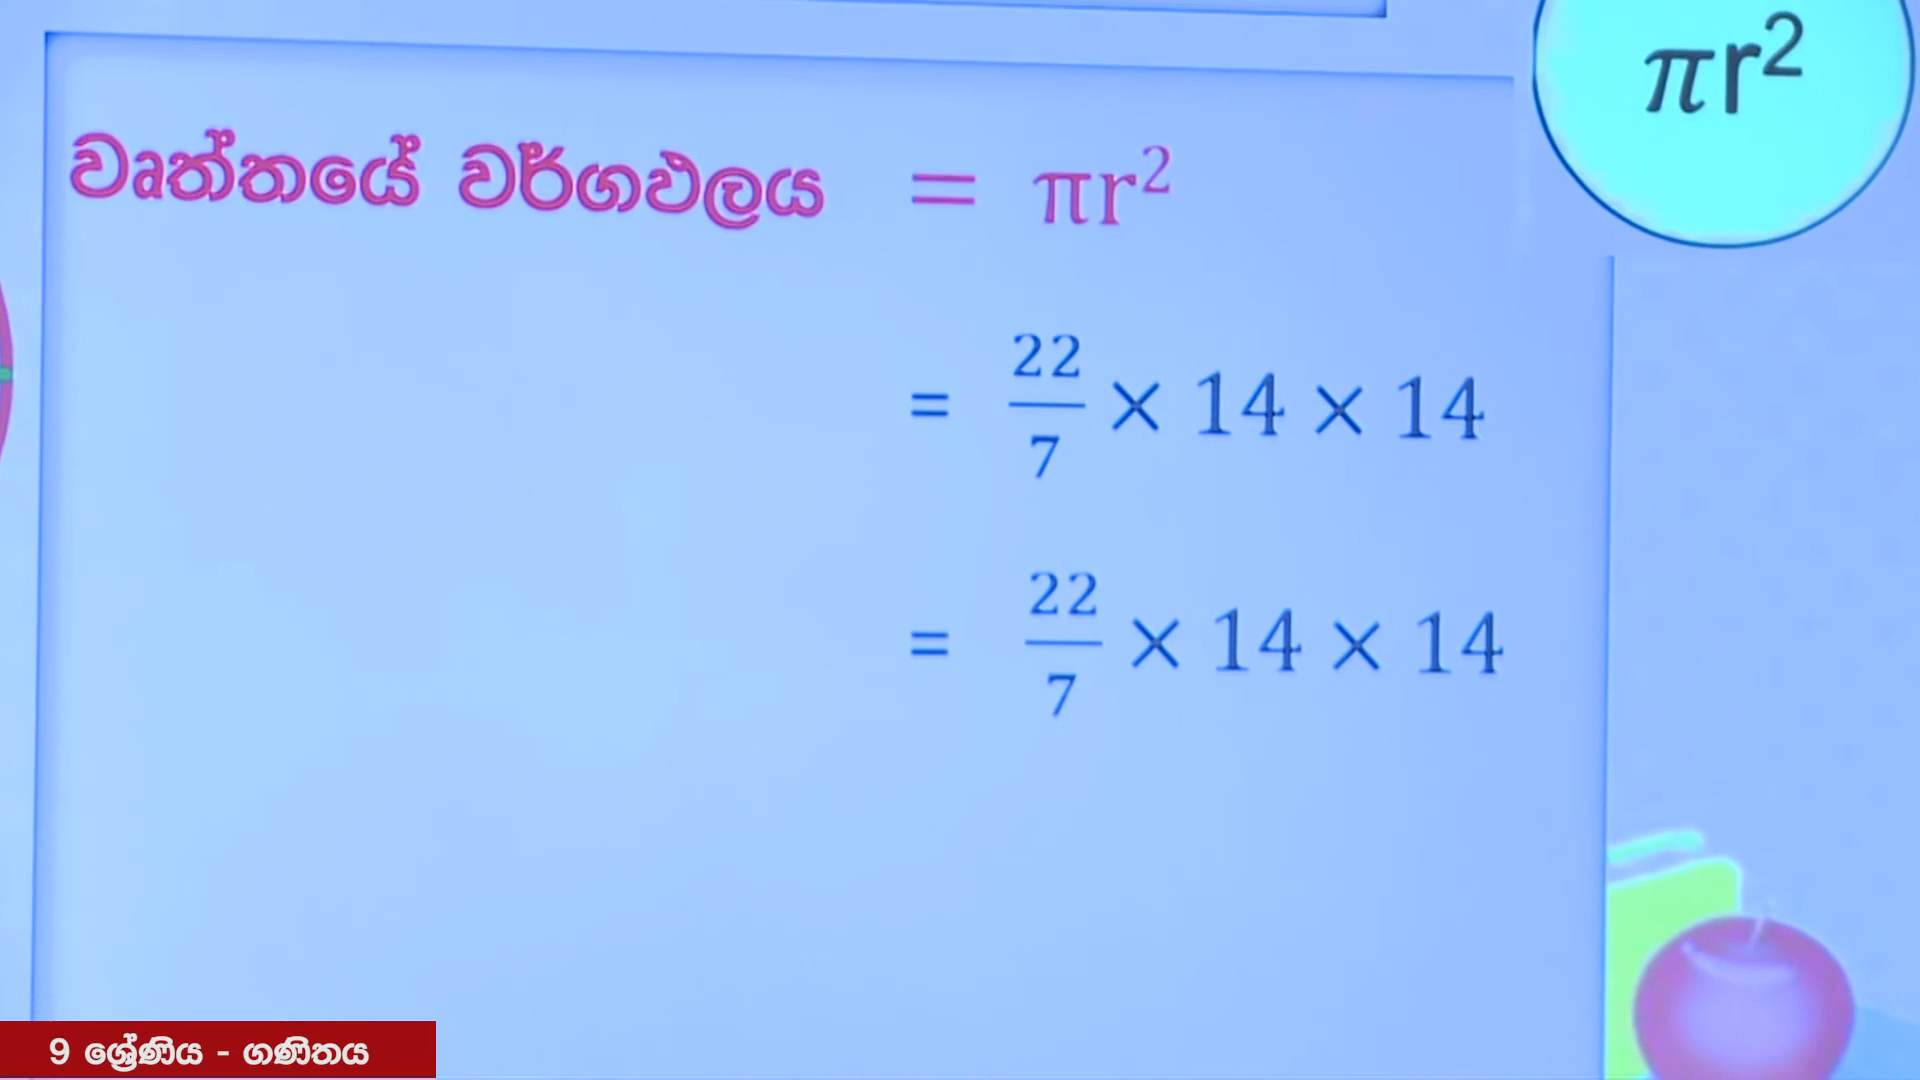 πr²
වෘත්තයේ වර්ගඵලය = πr²
= 22/7 × 14 × 14
= 22/7 × 14 × 14
9 ශ්‍රේණිය - ගණිතය